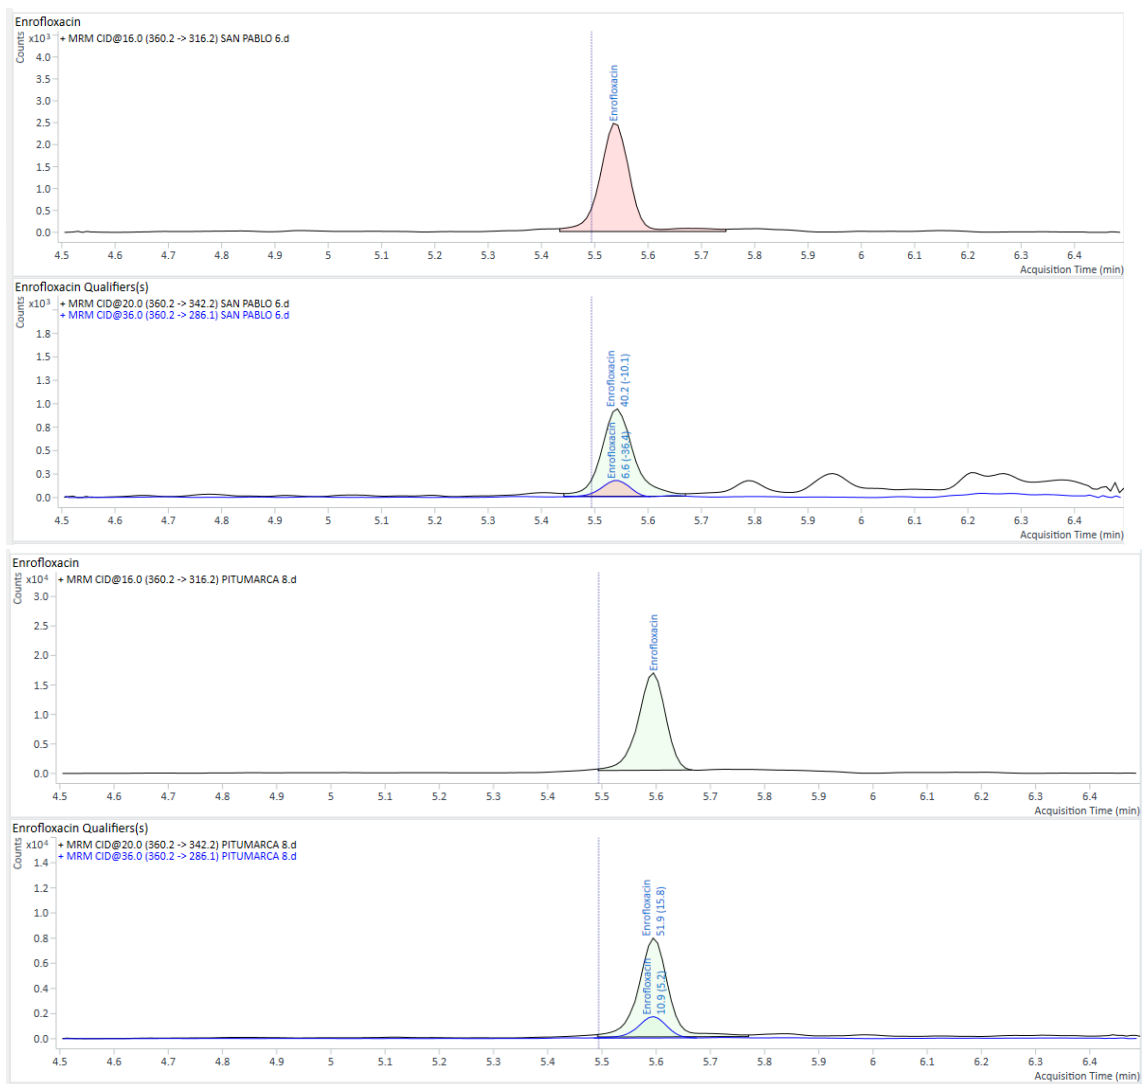 Enrofloxacin
x10³ + MRM CID@16.0 (360.2 -> 316.2) SAN PABLO 6.d
Counts
4.0
3.5
3.0
2.5
2.0
1.5
1.0
0.5
0.0
Enrofloxacin
4.5 4.6 4.7 4.8 4.9 5 5.1 5.2 5.3 5.4 5.5 5.6 5.7 5.8 5.9 6 6.1 6.2 6.3 6.4
Acquisition Time (min)
Enrofloxacin Qualifiers(s)
x10³ + MRM CID@20.0 (360.2 -> 342.2) SAN PABLO 6.d
+ MRM CID@36.0 (360.2 -> 286.1) SAN PABLO 6.d
Counts
1.8
1.5
1.3
1.0
0.8
0.5
0.3
0.0
Enrofloxacin
40.2 (-10.1)
Enrofloxacin
6.6 (-36.4)
4.5 4.6 4.7 4.8 4.9 5 5.1 5.2 5.3 5.4 5.5 5.6 5.7 5.8 5.9 6 6.1 6.2 6.3 6.4
Acquisition Time (min)
Enrofloxacin
x10⁴ + MRM CID@16.0 (360.2 -> 316.2) PITUMARCA 8.d
Counts
3.0
2.5
2.0
1.5
1.0
0.5
0.0
Enrofloxacin
4.5 4.6 4.7 4.8 4.9 5 5.1 5.2 5.3 5.4 5.5 5.6 5.7 5.8 5.9 6 6.1 6.2 6.3 6.4
Acquisition Time (min)
Enrofloxacin Qualifiers(s)
x10⁴ + MRM CID@20.0 (360.2 -> 342.2) PITUMARCA 8.d
+ MRM CID@36.0 (360.2 -> 286.1) PITUMARCA 8.d
Counts
1.4
1.2
1.0
0.8
0.6
0.4
0.2
0.0
Enrofloxacin
51.9 (15.8)
Enrofloxacin
10.9 (5.2)
4.5 4.6 4.7 4.8 4.9 5 5.1 5.2 5.3 5.4 5.5 5.6 5.7 5.8 5.9 6 6.1 6.2 6.3 6.4
Acquisition Time (min)